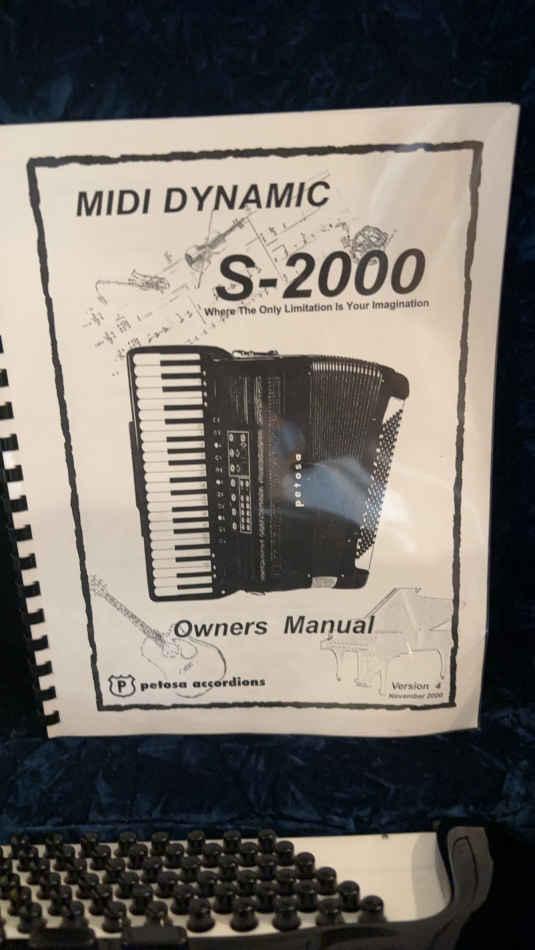 MIDI DYNAMIC
S-2000
Where The Only Limitation Is Your Imagination
petosa
Owners Manual
P petosa accordions
Version 4
November 2000